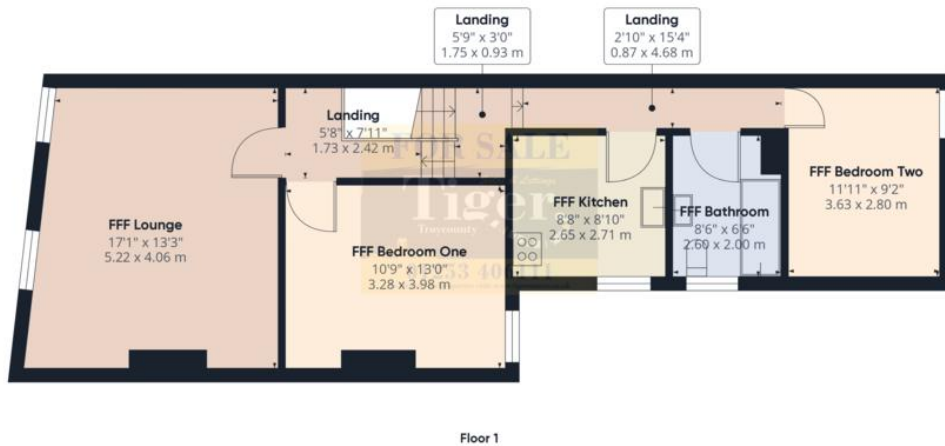 Landing
5'9" x 3'0"
1.75 x 0.93 m
Landing
2'10" x 15'4"
0.87 x 4.68 m
Landing
5'8" x 7'11"
1.73 x 2.42 m
FOR SALE
Tiger
FFF Lounge
17'1" x 13'3"
5.22 x 4.06 m
FFF Bedroom One
10'9" x 13'0"
3.28 x 3.98 m
FFF Kitchen
8'8" x 8'10"
2.65 x 2.71 m
FFF Bathroom
8'6" x 6'6"
2.60 x 2.00 m
FFF Bedroom Two
11'11" x 9'2"
3.63 x 2.80 m
Floor 1